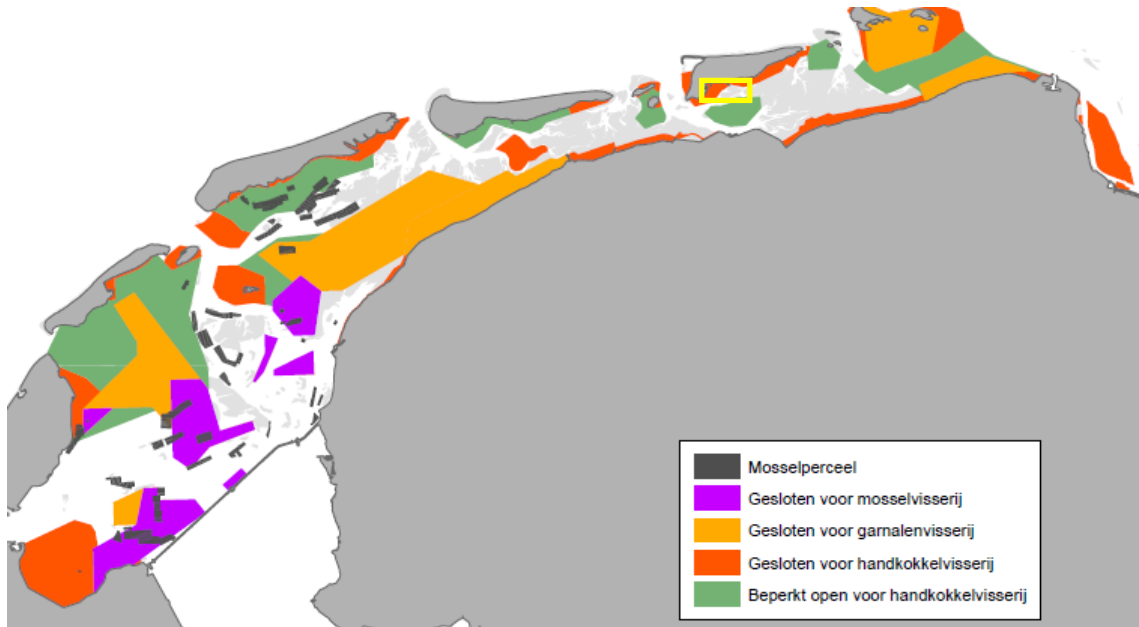 Mosselperceel
Gesloten voor mosselvisserij
Gesloten voor garnalenvisserij
Gesloten voor handkokkelvisserij
Beperkt open voor handkokkelvisserij